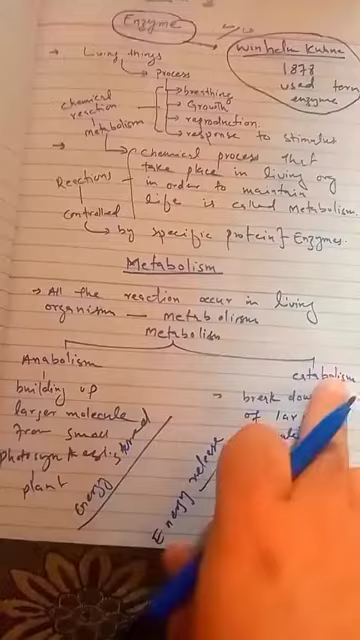 Enzyme
Winhelm Kuhne
1878
used term
enzyme
→ Living things
↳ process
chemical reaction
metabolism
→ breathing
→ Growth
→ reproduction
→ response to stimulus
→ chemical process that
take place in living org
in order to maintain
life is called Metabolism.
Reactions
controlled
↳ by specific protein} Enzymes.
Metabolism
→ All the reaction occur in living
organism — metabolisms
Metabolism
Anabolism
building up
larger molecule
from small
photosynthesis
plant
Energy stored
catabolism
→ break down
of lar
Energy release